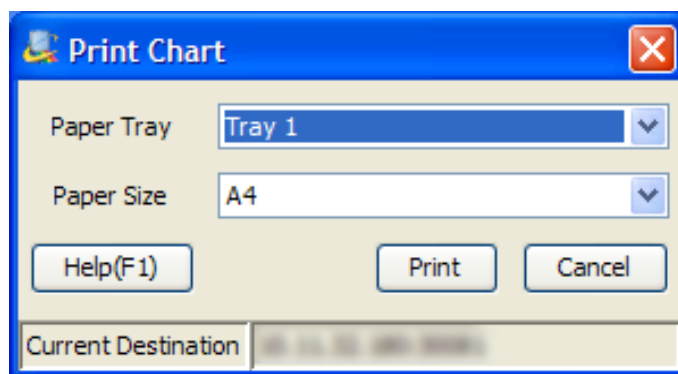 Print Chart
Paper Tray Tray 1
Paper Size A4
Help(F1) Print Cancel
Current Destination